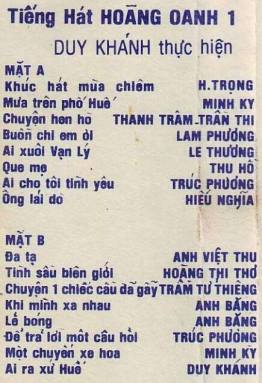 Tiếng Hát HOÀNG OANH 1
DUY KHÁNH thực hiện
MẶT A
Khúc hát mùa chiêm H.TRỌNG
Mưa trên phố Huế MINH KỲ
Chuyện hẹn hò THANH TRÂM-TRẦN THI
Buồn chi em ơi LAM PHƯƠNG
Ai xuôi Vạn Lý LÊ THƯƠNG
Quê mẹ THU HỒ
Ai cho tôi tình yêu TRÚC PHƯƠNG
Ông lái đò HIẾU NGHĨA
MẶT B
Đa tạ ANH VIỆT THU
Tình sầu biên giới HOÀNG THI THƠ
Chuyện 1 chiếc cầu đã gãy TRẦM TỬ THIÊNG
Khi mình xa nhau ANH BẰNG
Lẻ bóng ANH BẰNG
Để trả lời một câu hỏi TRÚC PHƯƠNG
Một chuyến xe hoa MINH KỲ
Ai ra xứ Huế DUY KHÁNH